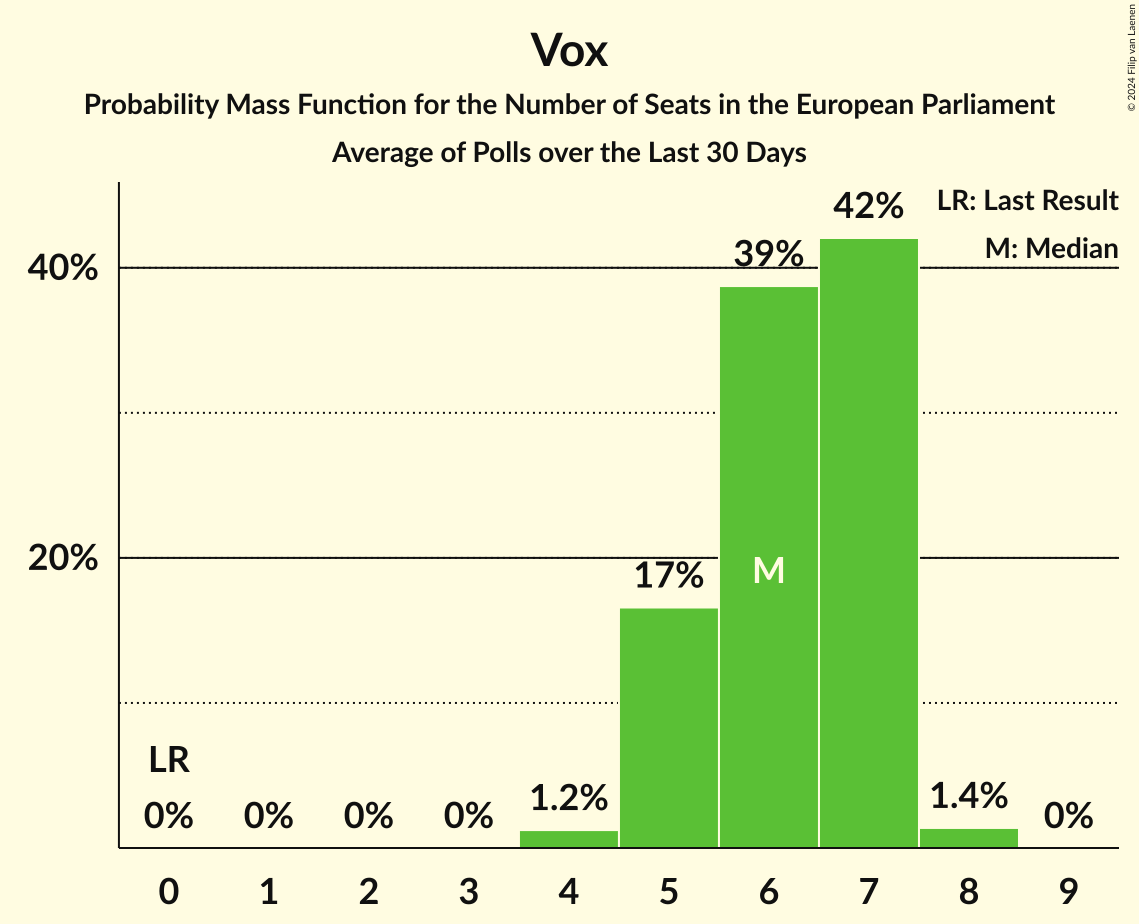 Vox
Probability Mass Function for the Number of Seats in the European Parliament
Average of Polls over the Last 30 Days
© 2024 Filip van Laenen
LR: Last Result
M: Median
40%
20%
LR
0%
0%
0%
0%
1.2%
17%
39%
M
42%
1.4%
0%
0 1 2 3 4 5 6 7 8 9